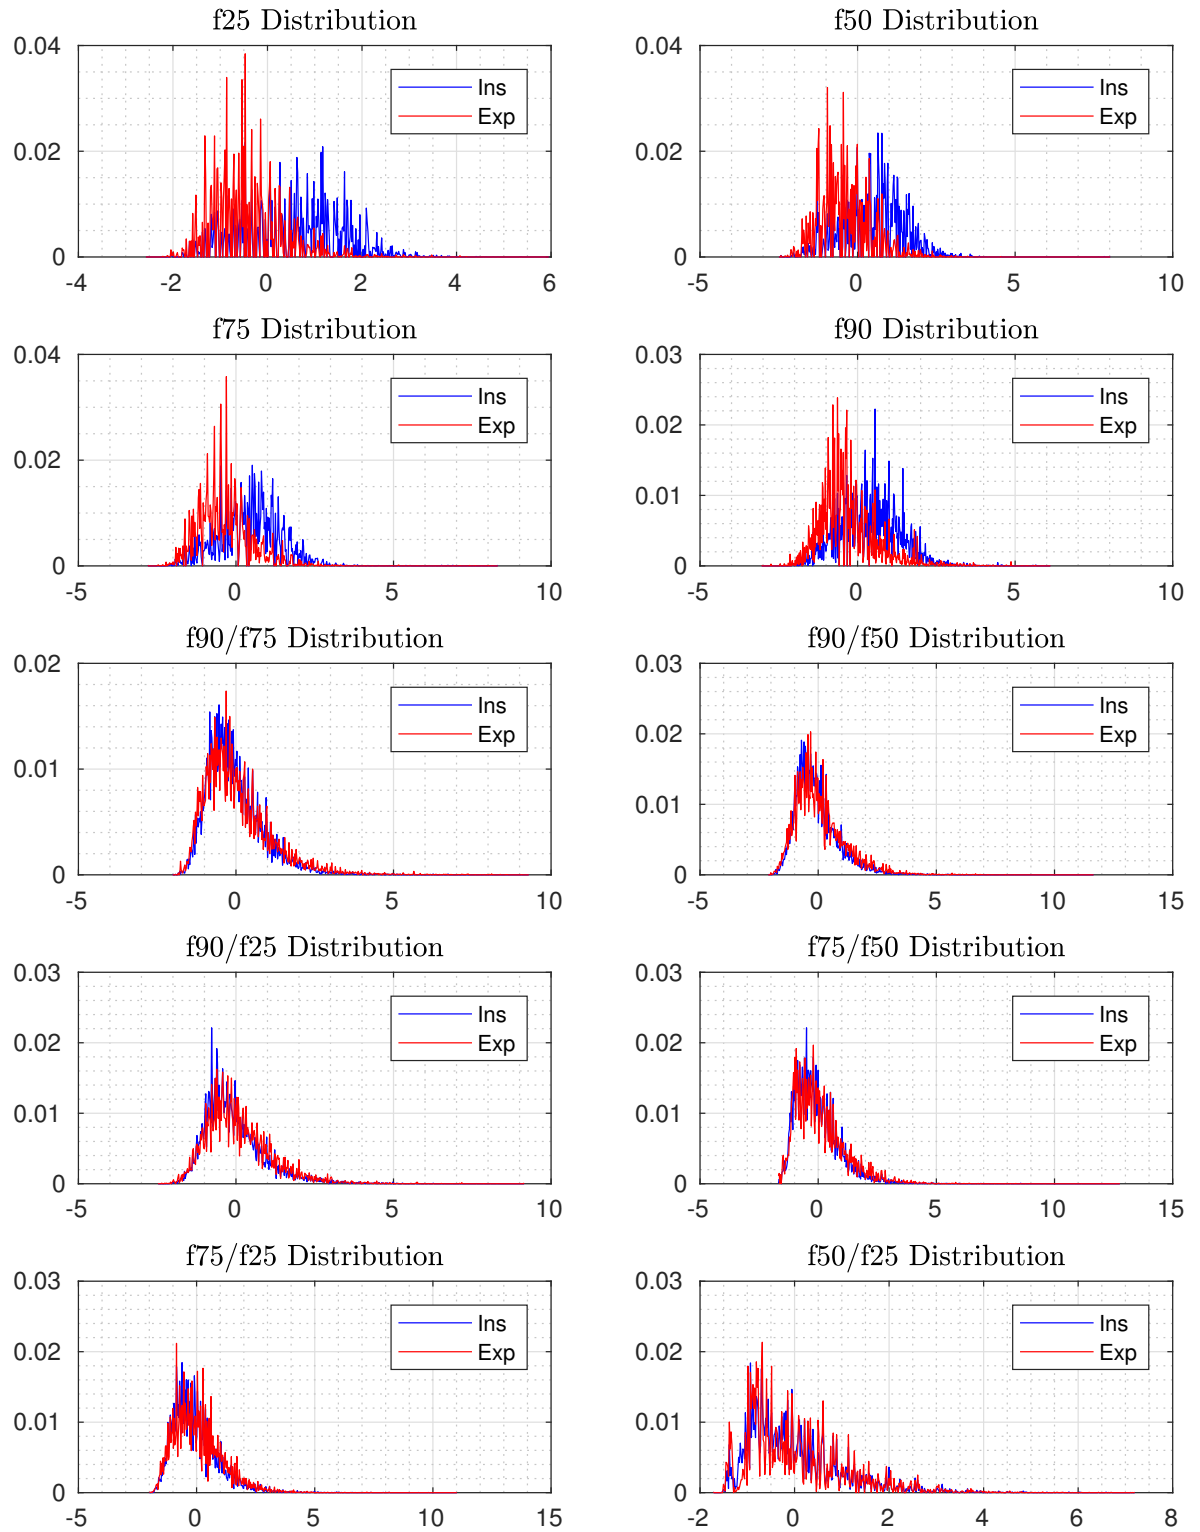 f25 Distribution
0.04
0.02
0
-4 -2 0 2 4 6
Ins
Exp
f50 Distribution
0.04
0.02
0
-5 0 5 10
Ins
Exp
f75 Distribution
0.04
0.02
0
-5 0 5 10
Ins
Exp
f90 Distribution
0.03
0.02
0.01
0
-5 0 5 10
Ins
Exp
f90/f75 Distribution
0.02
0.01
0
-5 0 5 10
Ins
Exp
f90/f50 Distribution
0.03
0.02
0.01
0
-5 0 5 10 15
Ins
Exp
f90/f25 Distribution
0.03
0.02
0.01
0
-5 0 5 10
Ins
Exp
f75/f50 Distribution
0.03
0.02
0.01
0
-5 0 5 10 15
Ins
Exp
f75/f25 Distribution
0.03
0.02
0.01
0
-5 0 5 10 15
Ins
Exp
f50/f25 Distribution
0.03
0.02
0.01
0
-2 0 2 4 6 8
Ins
Exp